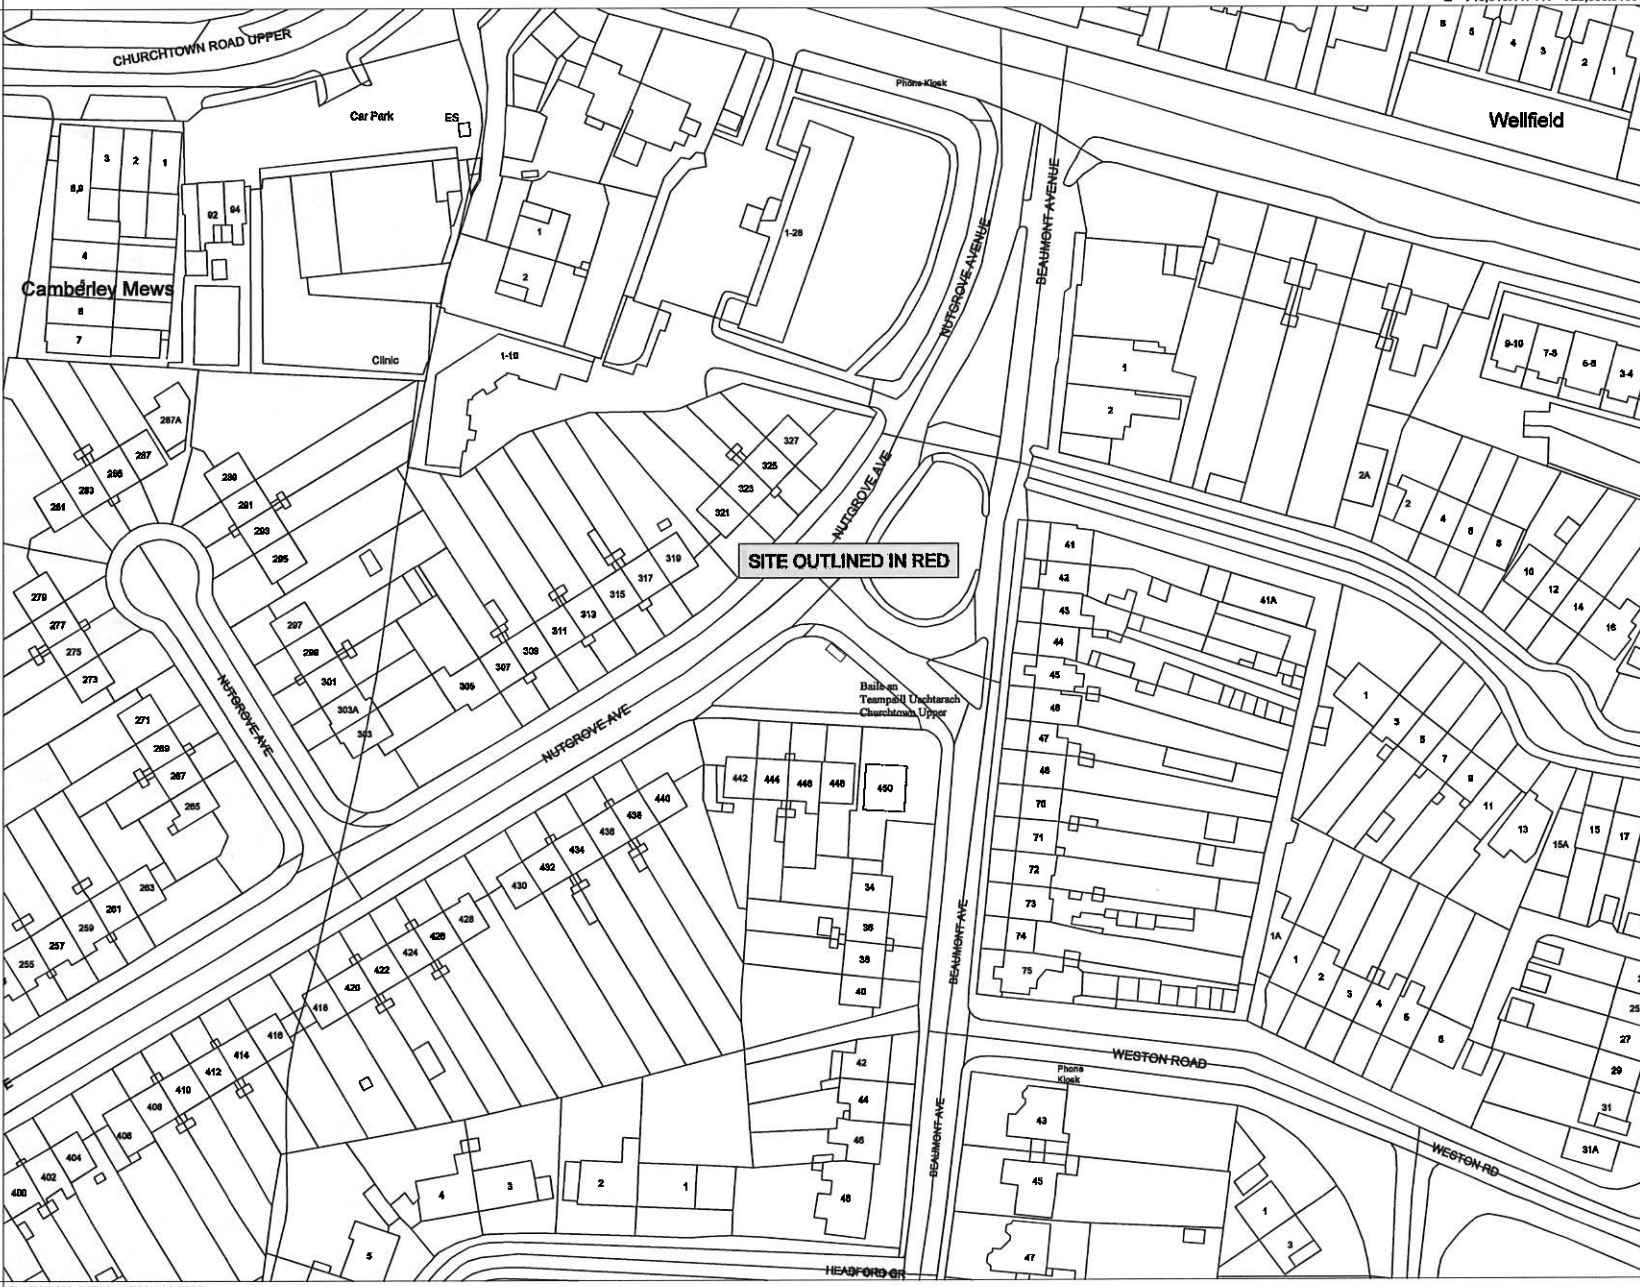 CHURCHTOWN ROAD UPPER
Phone Kiosk
6 5 4 3 2 1
Wellfield
Car Park
ES
3 2 1
8,9
92 94
4
Camberley Mews
7
Clinic
1
2
1-28
1-10
NUTGROVE AVENUE
BEAUMONT AVENUE
1
2
9-10 7-8 3-4
2A
2 4 6 8
10 12 14 16
287A
287
283
281
291
293
295
327
325
323
321
319
317
315
313
311
309
307
305
NUTGROVE AVE
SITE OUTLINED IN RED
279
277
275
273
271
269
267
265
263
261
259
257
255
297
301
303A
303
NUTGROVE AVE
NUTGROVE AVE
Baile an
Teampaill Uachtarach
Churchtown Upper
41
42
43
44
45
47
70
71
72
73
74
75
41A
1 3 5 7 9 11 13
15A 15 17
442 444 446 448 450
440
438
436
434
432
430
428
426
424
422
420
418
416
414
412
410
408
406
404
402
400
34
36
38
40
BEAUMONT AVE
1A
1 2 3 4 5 6
25
27
29
31
31A
42
44
46
48
WESTON ROAD
Phone
Kiosk
43
45
47
BEAUMONT AVE
WESTON RD
1
3
4 3 2 1
5
HEADFORD GR